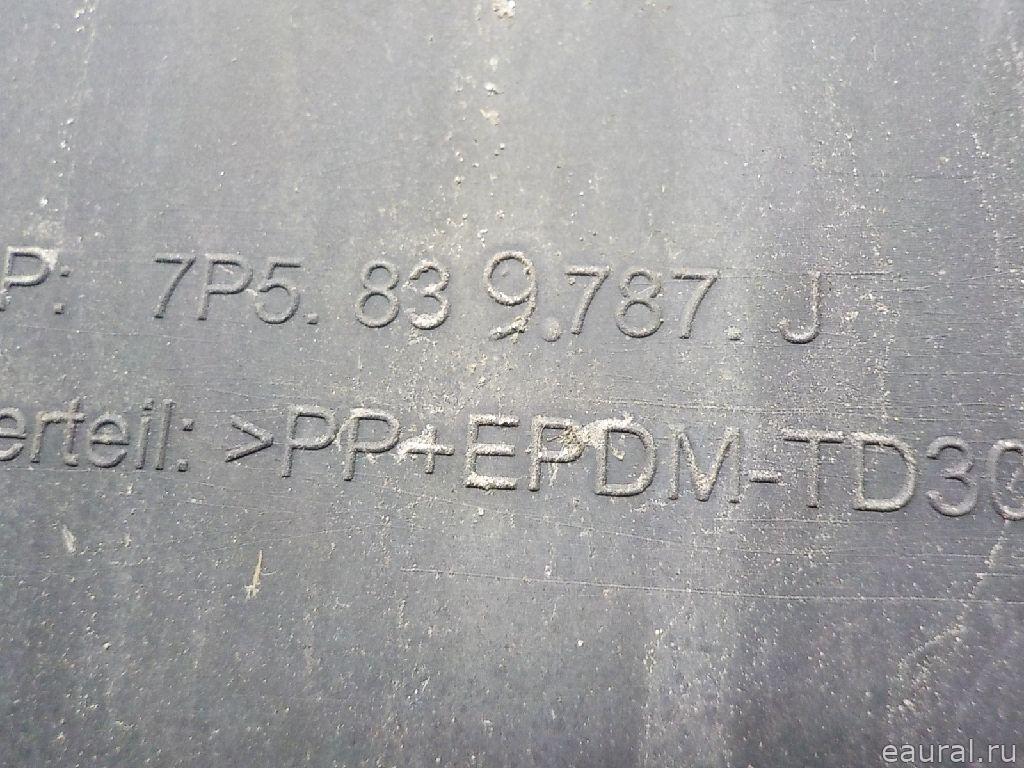 P: 7P5. 83 9.787. J
erteil: >PP+EPDM-TD30
eaural.ru